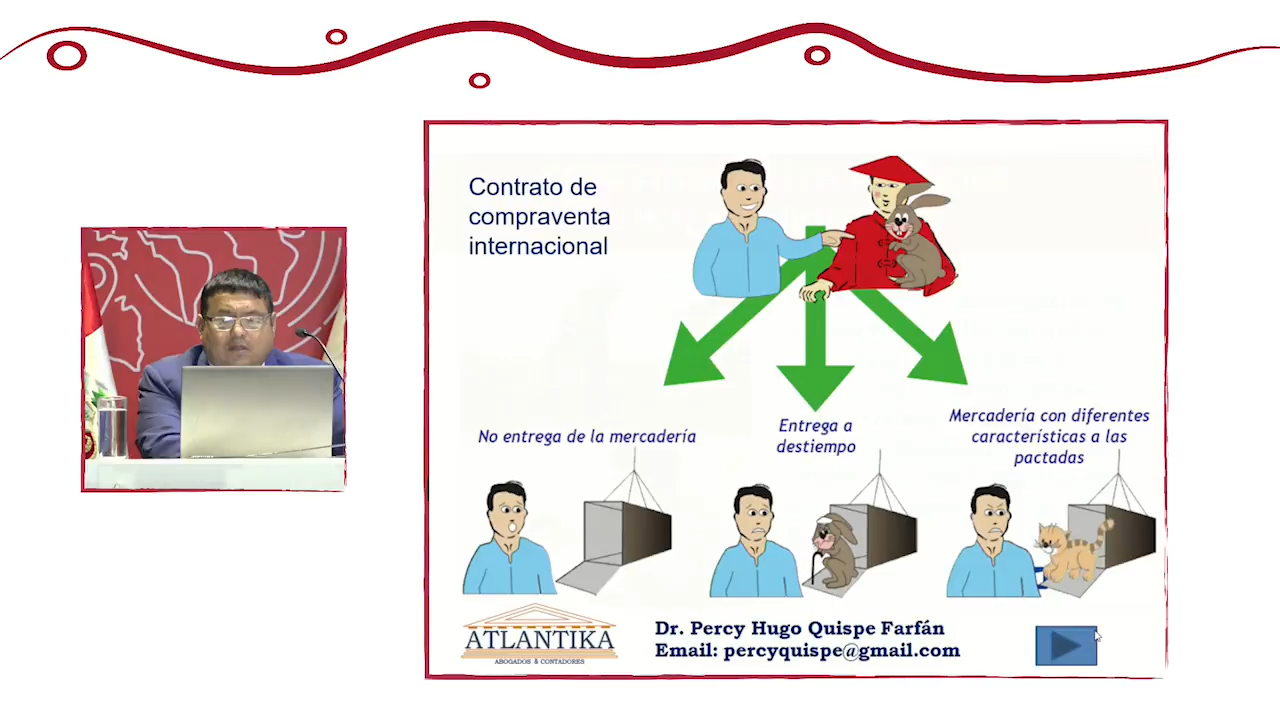 Contrato de
compraventa
internacional
No entrega de la mercadería
Entrega a
destiempo
Mercadería con diferentes
características a las
pactadas
ATLANTIKA
ABOGADOS & CONTADORES
Dr. Percy Hugo Quispe Farfán
Email: percyquispe@gmail.com